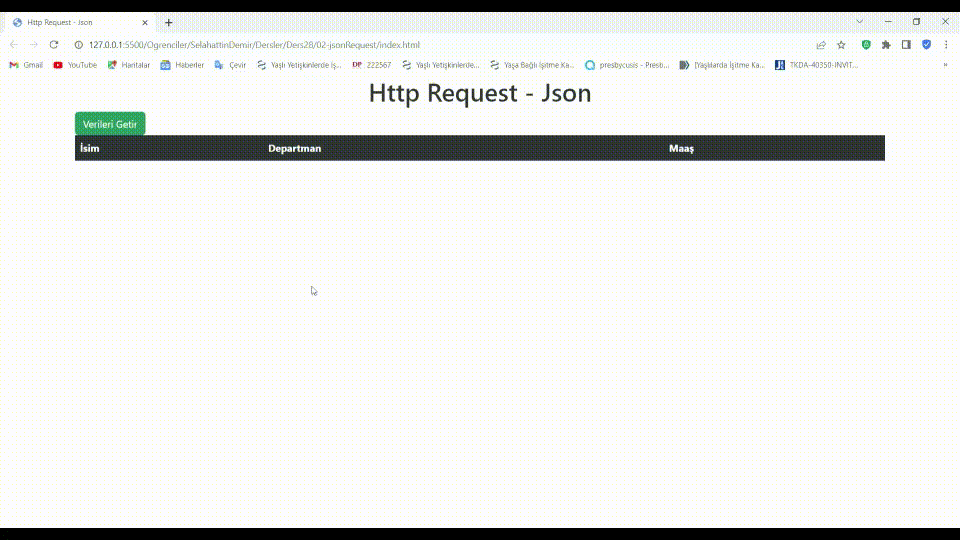 Http Request - Json
127.0.0.1:5500/Ogrenciler/SelahattinDemir/Dersler/Ders28/02-jsonRequest/index.html
Gmail YouTube Haritalar Haberler Çevir Yaşlı Yetişkinlerde İş... DP 222567 Yaşlı Yetişkinlerde... Yaşa Bağlı İşitme Ka... presbycusis - Presb... [Yaşlılarda İşitme Ka... TKDA-40350-INVIT... »
Http Request - Json
Verileri Getir
İsim Departman Maaş